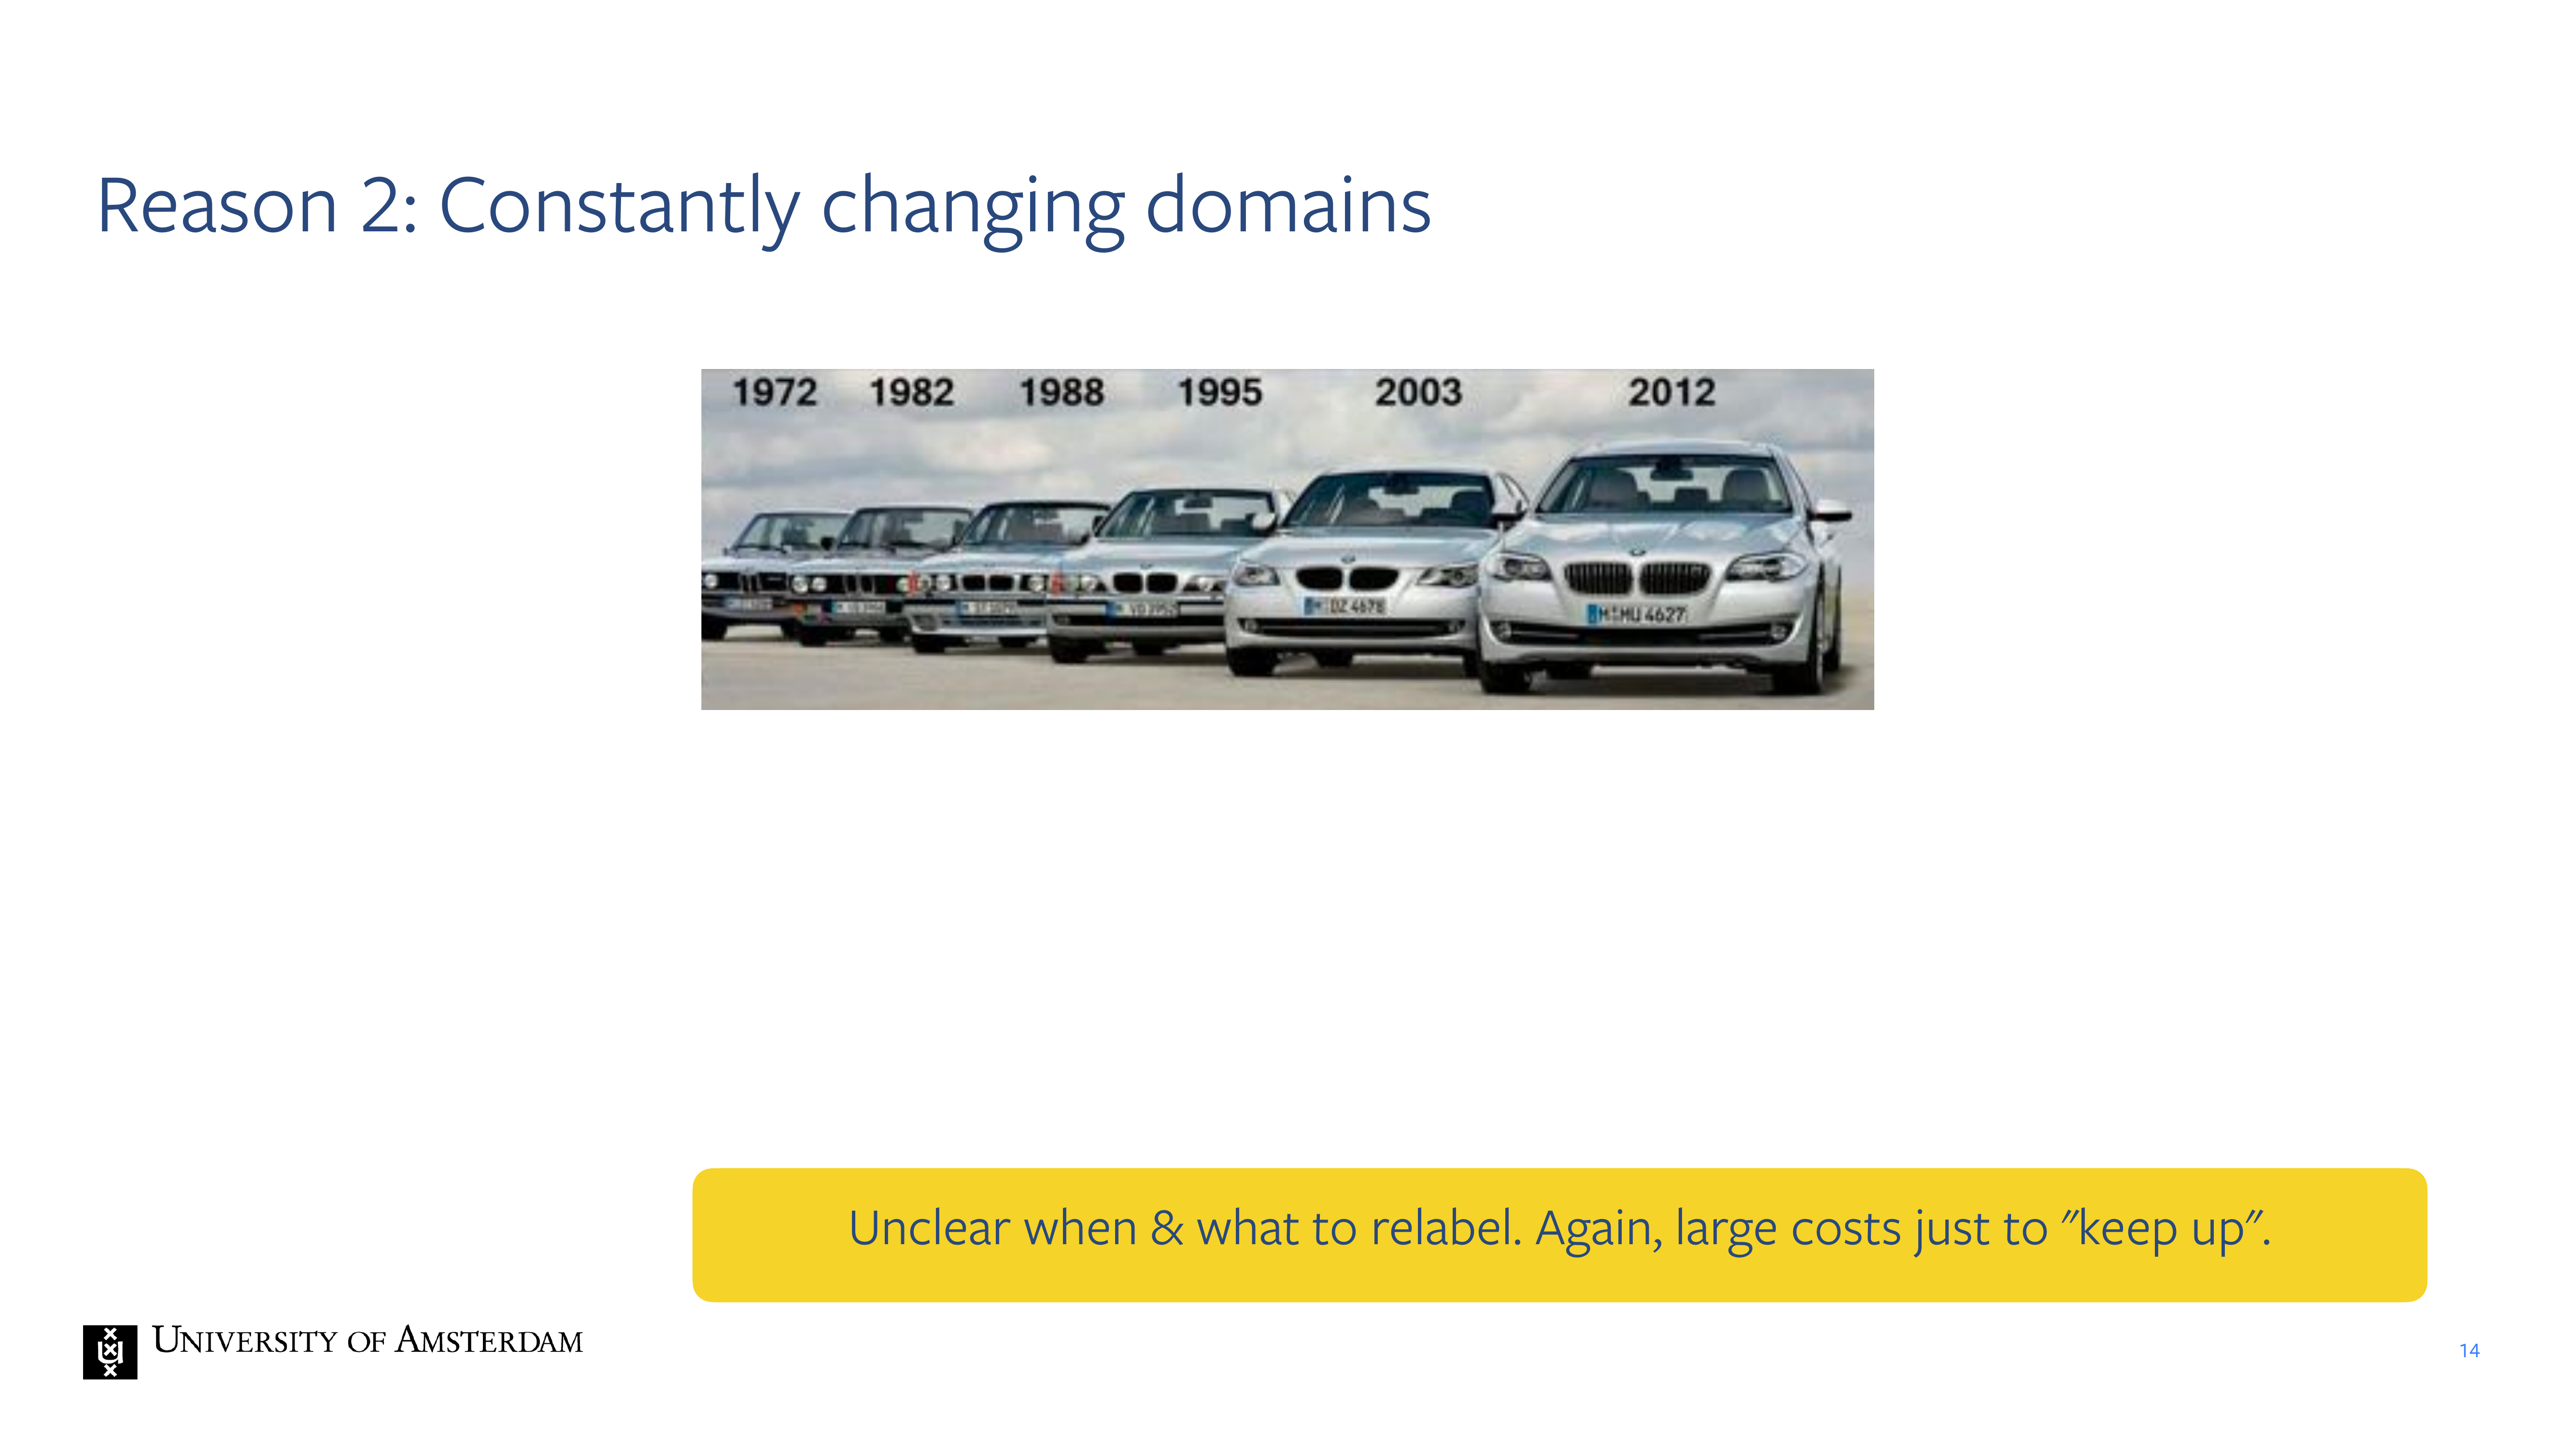 Reason 2: Constantly changing domains
1972 1982 1988 1995 2003 2012
M DZ 4678
M MU 4627
Unclear when & what to relabel. Again, large costs just to "keep up".
UNIVERSITY OF AMSTERDAM
14